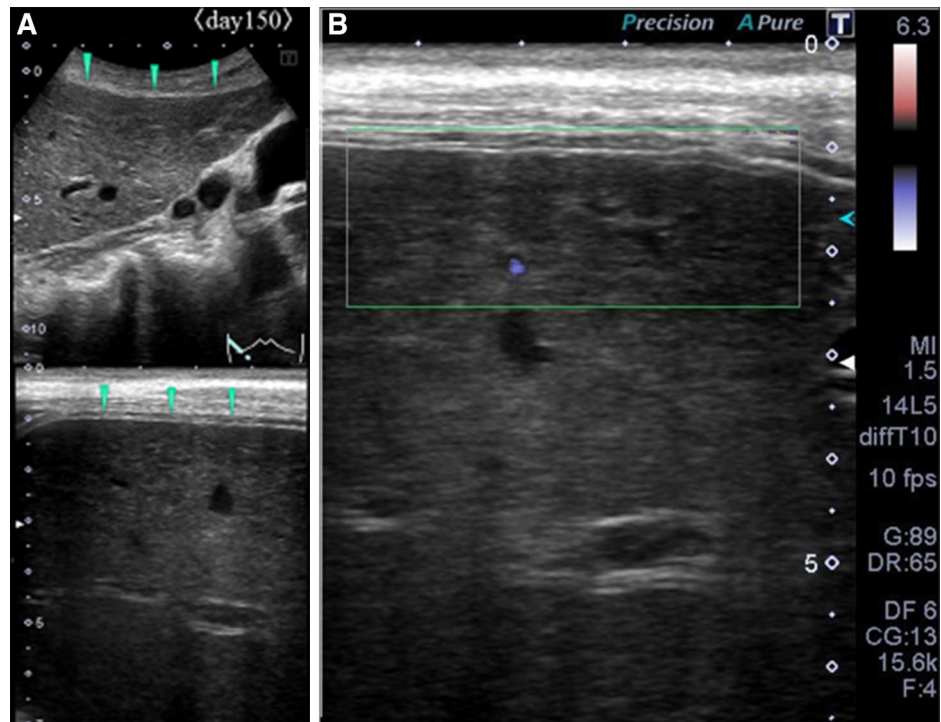 A
〈day150〉
0
5
10
0
5
B
Precision A Pure T
0
5
6.3
MI
1.5
14L5
diffT10
10 fps
G:89
DR:65
DF 6
CG:13
15.6k
F:4